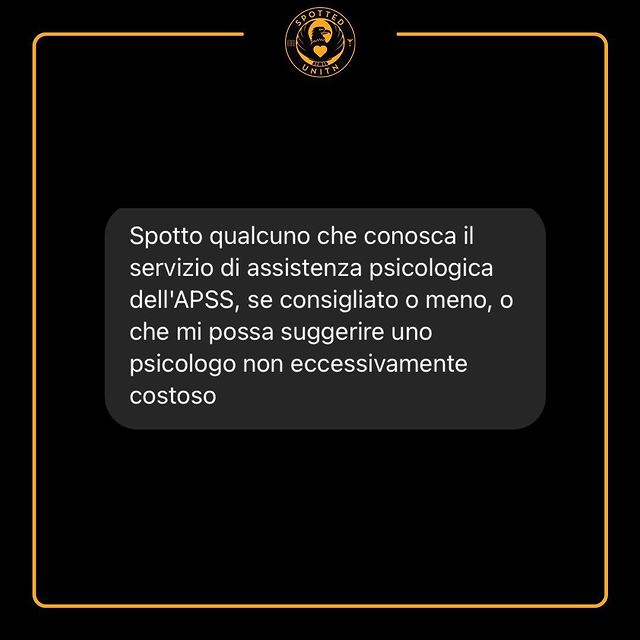 SPOTTED
UNITN
Spotto qualcuno che conosca il
servizio di assistenza psicologica
dell'APSS, se consigliato o meno, o
che mi possa suggerire uno
psicologo non eccessivamente
costoso